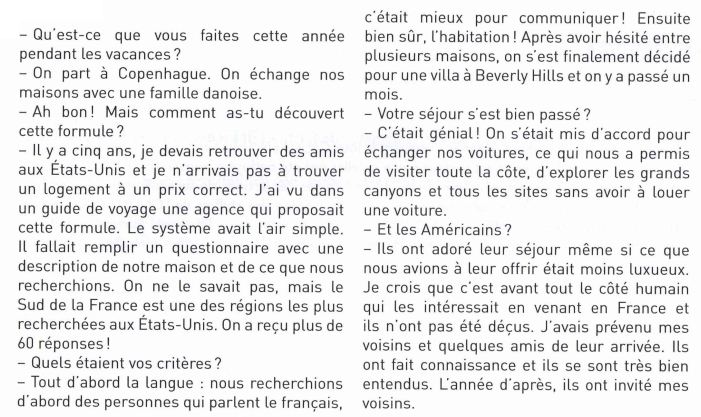 – Qu'est-ce que vous faites cette année
pendant les vacances ?
– On part à Copenhague. On échange nos
maisons avec une famille danoise.
– Ah bon ! Mais comment as-tu découvert
cette formule ?
– Il y a cinq ans, je devais retrouver des amis
aux États-Unis et je n'arrivais pas à trouver
un logement à un prix correct. J'ai vu dans
un guide de voyage une agence qui proposait
cette formule. Le système avait l'air simple.
Il fallait remplir un questionnaire avec une
description de notre maison et de ce que nous
recherchions. On ne le savait pas, mais le
Sud de la France est une des régions les plus
recherchées aux États-Unis. On a reçu plus de
60 réponses !
– Quels étaient vos critères ?
– Tout d'abord la langue : nous recherchions
d'abord des personnes qui parlent le français,
c'était mieux pour communiquer ! Ensuite
bien sûr, l'habitation ! Après avoir hésité entre
plusieurs maisons, on s'est finalement décidé
pour une villa à Beverly Hills et on y a passé un
mois.
– Votre séjour s'est bien passé ?
– C'était génial ! On s'était mis d'accord pour
échanger nos voitures, ce qui nous a permis
de visiter toute la côte, d'explorer les grands
canyons et tous les sites sans avoir à louer
une voiture.
– Et les Américains ?
– Ils ont adoré leur séjour même si ce que
nous avions à leur offrir était moins luxueux.
Je crois que c'est avant tout le côté humain
qui les intéressait en venant en France et
ils n'ont pas été déçus. J'avais prévenu mes
voisins et quelques amis de leur arrivée. Ils
ont fait connaissance et ils se sont très bien
entendus. L'année d'après, ils ont invité mes
voisins.